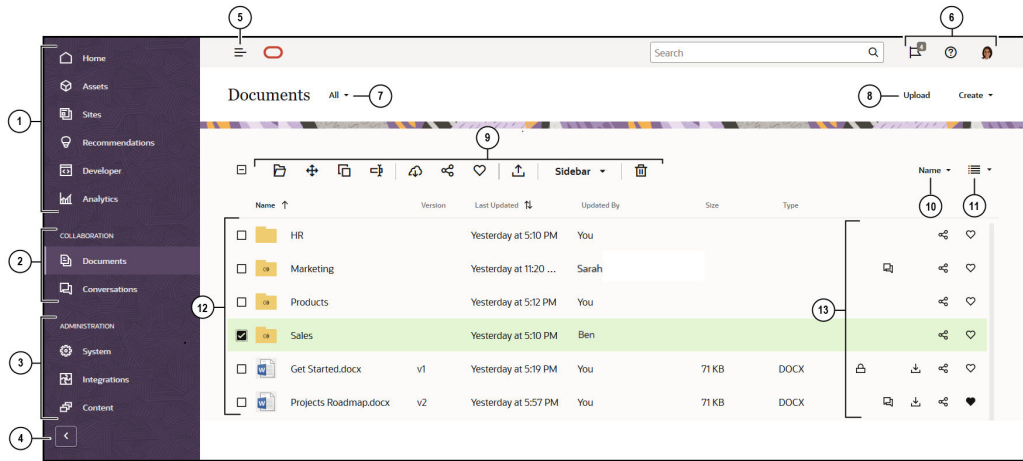 5
6
Home
Search
4
Assets
Documents
All
7
8
Upload
Create
1
Sites
Recommendations
9
Developer
Sidebar
Name
Analytics
Name
Version
Last Updated
Updated By
Size
Type
10
11
COLLABORATION
HR
Yesterday at 5:10 PM
You
2
Documents
Marketing
Yesterday at 11:20 ...
Sarah
Conversations
12
Products
Yesterday at 5:12 PM
You
13
ADMINISTRATION
Sales
Yesterday at 5:10 PM
Ben
System
3
Integrations
W
Get Started.docx
v1
Yesterday at 5:19 PM
You
71 KB
DOCX
Content
W
Projects Roadmap.docx
v2
Yesterday at 5:57 PM
You
71 KB
DOCX
4